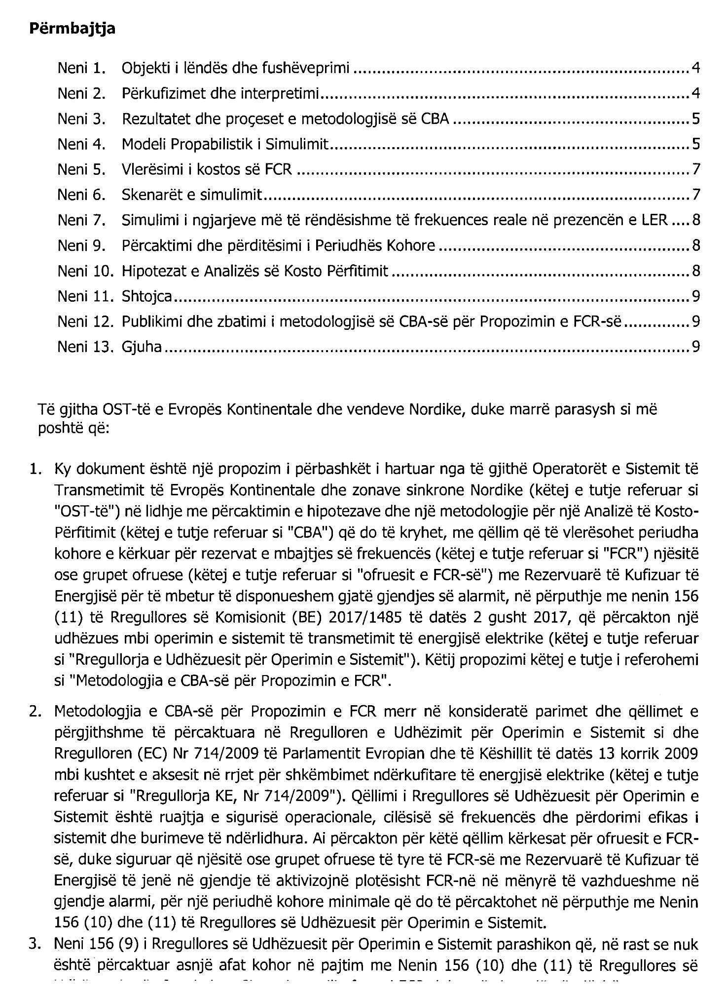 Përmbajtja
Neni 1. Objekti i lëndës dhe fushëveprimi ........ 4
Neni 2. Përkufizimet dhe interpretimi ........ 4
Neni 3. Rezultatet dhe proçeset e metodologjisë së CBA ........ 5
Neni 4. Modeli Propabilistik i Simulimit ........ 5
Neni 5. Vlerësimi i kostos së FCR ........ 7
Neni 6. Skenarët e simulimit ........ 7
Neni 7. Simulimi i ngjarjeve më të rëndësishme të frekuences reale në prezencën e LER .... 8
Neni 9. Përcaktimi dhe përditësimi i Periudhës Kohore ........ 8
Neni 10. Hipotezat e Analizës së Kosto Përfitimit ........ 8
Neni 11. Shtojca ........ 9
Neni 12. Publikimi dhe zbatimi i metodologjisë së CBA-së për Propozimin e FCR-së ........ 9
Neni 13. Gjuha ........ 9
Të gjitha OST-të e Evropës Kontinentale dhe vendeve Nordike, duke marrë parasysh si më
poshtë që:
1. Ky dokument është një propozim i përbashkët i hartuar nga të gjithë Operatorët e Sistemit të
Transmetimit të Evropës Kontinentale dhe zonave sinkrone Nordike (këtej e tutje referuar si
"OST-të") në lidhje me përcaktimin e hipotezave dhe një metodologjie për një Analizë të Kosto-
Përfitimit (këtej e tutje referuar si "CBA") që do të kryhet, me qëllim që të vlerësohet periudha
kohore e kërkuar për rezervat e mbajtjes së frekuencës (këtej e tutje referuar si "FCR") njësitë
ose grupet ofruese (këtej e tutje referuar si "ofruesit e FCR-së") me Rezervuarë të Kufizuar të
Energjisë për të mbetur të disponueshem gjatë gjendjes së alarmit, në përputhje me nenin 156
(11) të Rregullores së Komisionit (BE) 2017/1485 të datës 2 gusht 2017, që përcakton një
udhëzues mbi operimin e sistemit të transmetimit të energjisë elektrike (këtej e tutje referuar
si "Rregullorja e Udhëzuesit për Operimin e Sistemit"). Këtij propozimi këtej e tutje i referohemi
si "Metodologjia e CBA-së për Propozimin e FCR".
2. Metodologjia e CBA-së për Propozimin e FCR merr në konsideratë parimet dhe qëllimet e
përgjithshme të përcaktuara në Rregulloren e Udhëzimit për Operimin e Sistemit si dhe
Rregulloren (EC) Nr 714/2009 të Parlamentit Evropian dhe të Këshillit të datës 13 korrik 2009
mbi kushtet e aksesit në rrjet për shkëmbimet ndërkufitare të energjisë elektrike (këtej e tutje
referuar si "Rregullorja KE, Nr 714/2009"). Qëllimi i Rregullores së Udhëzuesit për Operimin e
Sistemit është ruajtja e sigurisë operacionale, cilësisë së frekuencës dhe përdorimi efikas i
sistemit dhe burimeve të ndërlidhura. Ai përcakton për këtë qëllim kërkesat për ofruesit e FCR-
së, duke siguruar që njësitë ose grupet ofruese të tyre të FCR-së me Rezervuarë të Kufizuar të
Energjisë të jenë në gjendje të aktivizojnë plotësisht FCR-në në mënyrë të vazhdueshme në
gjendje alarmi, për një periudhë kohore minimale që do të përcaktohet në përputhje me Nenin
156 (10) dhe (11) të Rregullores së Udhëzuesit për Operimin e Sistemit.
3. Neni 156 (9) i Rregullores së Udhëzuesit për Operimin e Sistemit parashikon që, në rast se nuk
është përcaktuar asnjë afat kohor në pajtim me Nenin 156 (10) dhe (11) të Rregullores së